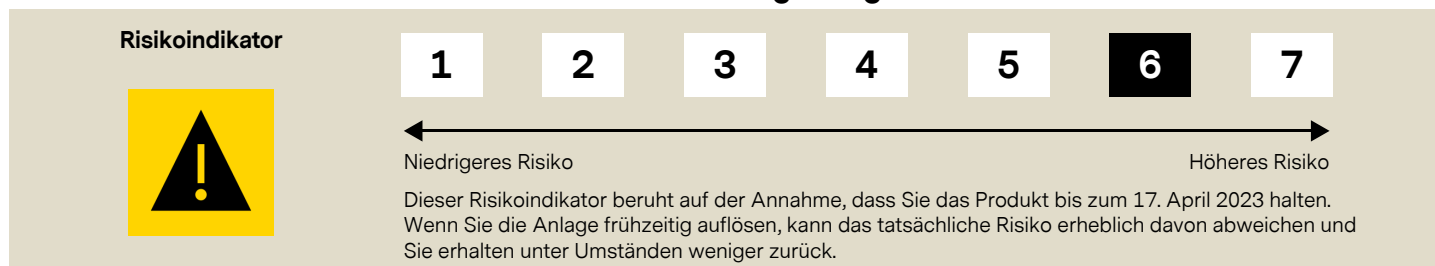 Risikoindikator
1 2 3 4 5 6 7
Niedrigeres Risiko Höheres Risiko
Dieser Risikoindikator beruht auf der Annahme, dass Sie das Produkt bis zum 17. April 2023 halten.
Wenn Sie die Anlage frühzeitig auflösen, kann das tatsächliche Risiko erheblich davon abweichen und
Sie erhalten unter Umständen weniger zurück.